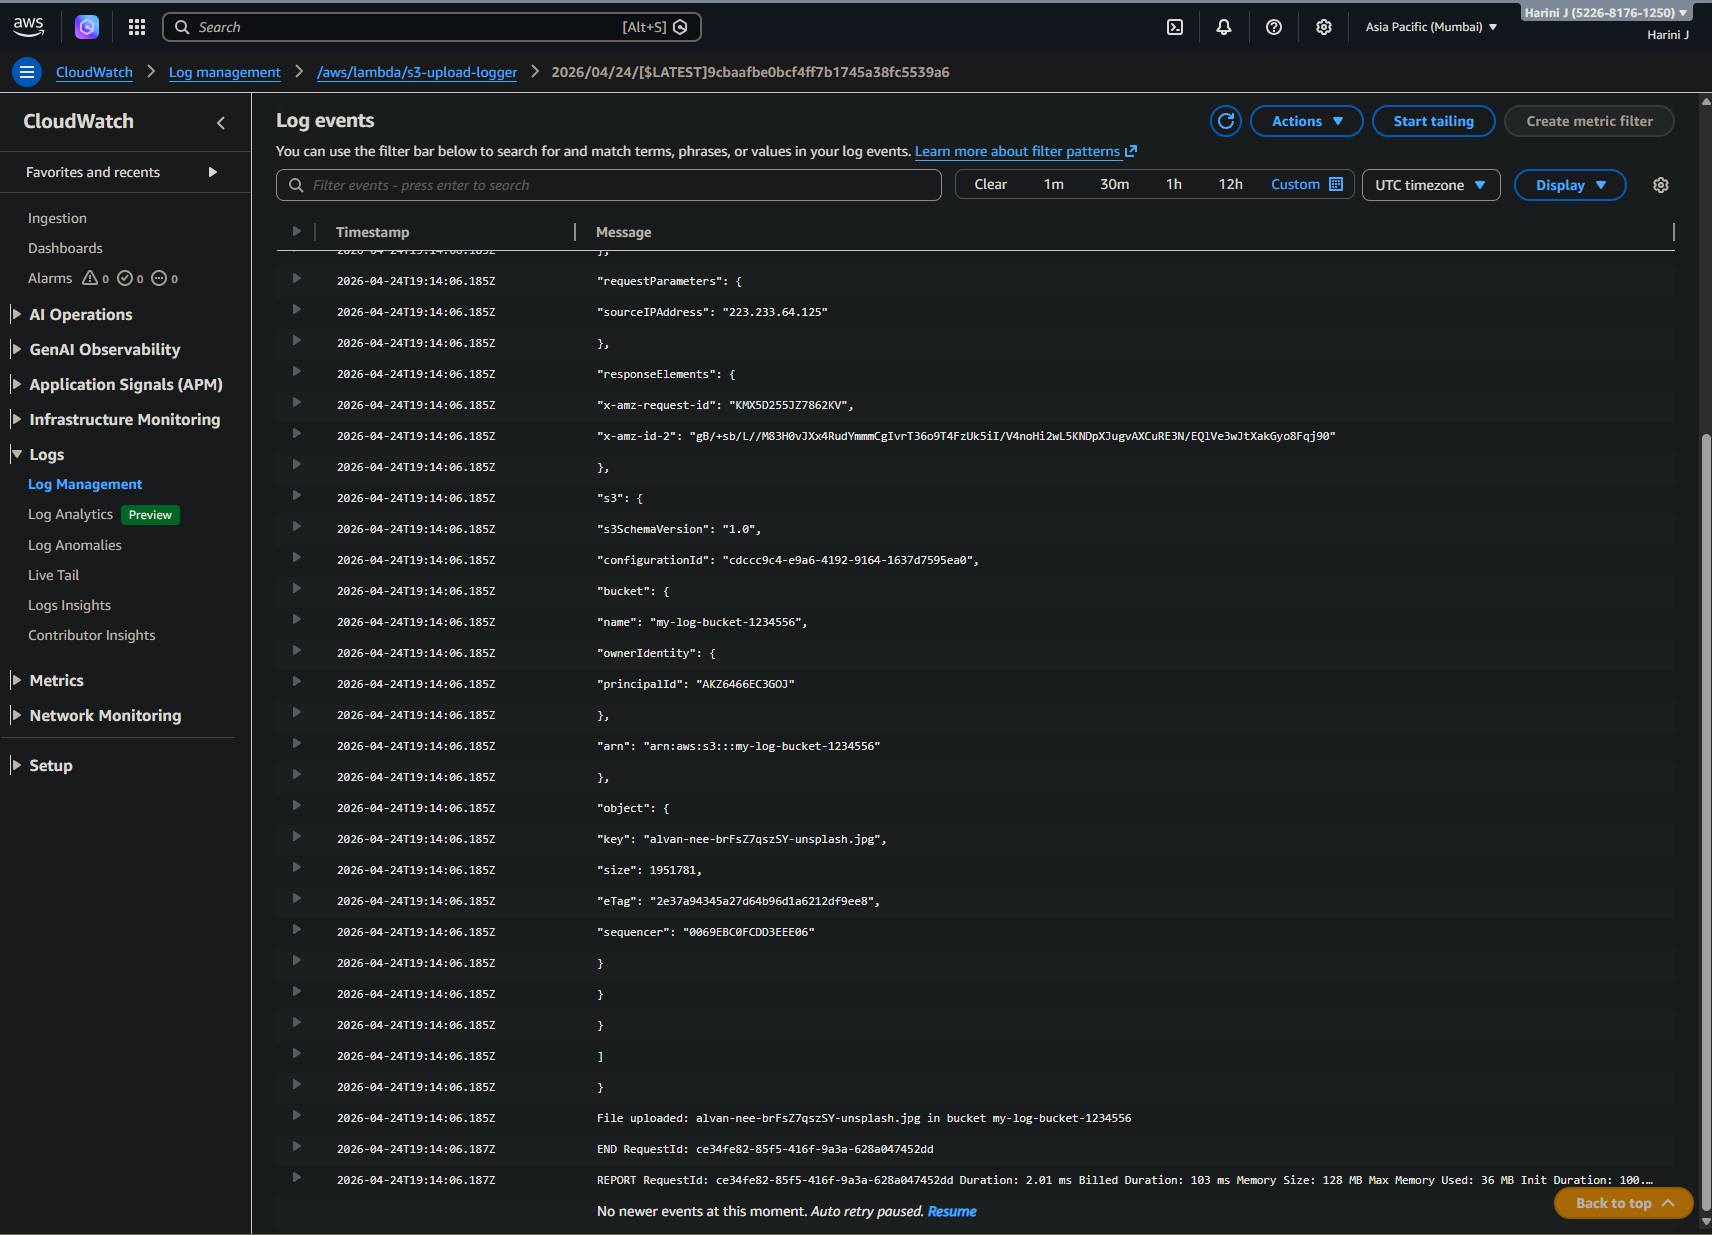 aws
Search [Alt+S]
Asia Pacific (Mumbai)
Harini J (5226-8176-1250)
Harini J
CloudWatch > Log management > /aws/lambda/s3-upload-logger > 2026/04/24/[$LATEST]9cbaafbe0bcf4ff7b1745a38fc5539a6
CloudWatch
Favorites and recents
Ingestion
Dashboards
Alarms 0 0 0
AI Operations
GenAI Observability
Application Signals (APM)
Infrastructure Monitoring
Logs
Log Management
Log Analytics Preview
Log Anomalies
Live Tail
Logs Insights
Contributor Insights
Metrics
Network Monitoring
Setup
Log events
Actions
Start tailing
Create metric filter
You can use the filter bar below to search for and match terms, phrases, or values in your log events. Learn more about filter patterns
Filter events - press enter to search
Clear 1m 30m 1h 12h Custom
UTC timezone
Display
Timestamp Message
2026-04-24T19:14:06.185Z },
2026-04-24T19:14:06.185Z "requestParameters": {
2026-04-24T19:14:06.185Z "sourceIPAddress": "223.233.64.125"
2026-04-24T19:14:06.185Z },
2026-04-24T19:14:06.185Z "responseElements": {
2026-04-24T19:14:06.185Z "x-amz-request-id": "KMX5D255JZ7862KV",
2026-04-24T19:14:06.185Z "x-amz-id-2": "gB/+sb/L//M83H0vJXx4RudYmmmCgIvrT36o9T4FzUk5iI/V4noHi2wL5KNDpXJugvAXCuRE3N/EQlVe3wJtXakGyo8Fqj90"
2026-04-24T19:14:06.185Z },
2026-04-24T19:14:06.185Z "s3": {
2026-04-24T19:14:06.185Z "s3SchemaVersion": "1.0",
2026-04-24T19:14:06.185Z "configurationId": "cdccc9c4-e9a6-4192-9164-1637d7595ea0",
2026-04-24T19:14:06.185Z "bucket": {
2026-04-24T19:14:06.185Z "name": "my-log-bucket-1234556",
2026-04-24T19:14:06.185Z "ownerIdentity": {
2026-04-24T19:14:06.185Z "principalId": "AKZ6466EC3GOJ"
2026-04-24T19:14:06.185Z },
2026-04-24T19:14:06.185Z "arn": "arn:aws:s3:::my-log-bucket-1234556"
2026-04-24T19:14:06.185Z },
2026-04-24T19:14:06.185Z "object": {
2026-04-24T19:14:06.185Z "key": "alvan-nee-brFsZ7qszSY-unsplash.jpg",
2026-04-24T19:14:06.185Z "size": 1951781,
2026-04-24T19:14:06.185Z "eTag": "2e37a94345a27d64b96d1a6212df9ee8",
2026-04-24T19:14:06.185Z "sequencer": "0069EBC0FCDD3EEE06"
2026-04-24T19:14:06.185Z }
2026-04-24T19:14:06.185Z }
2026-04-24T19:14:06.185Z }
2026-04-24T19:14:06.185Z ]
2026-04-24T19:14:06.185Z }
2026-04-24T19:14:06.185Z File uploaded: alvan-nee-brFsZ7qszSY-unsplash.jpg in bucket my-log-bucket-1234556
2026-04-24T19:14:06.187Z END RequestId: ce34fe82-85f5-416f-9a3a-628a047452dd
2026-04-24T19:14:06.187Z REPORT RequestId: ce34fe82-85f5-416f-9a3a-628a047452dd Duration: 2.01 ms Billed Duration: 103 ms Memory Size: 128 MB Max Memory Used: 36 MB Init Duration: 100.…
No newer events at this moment. Auto retry paused. Resume
Back to top